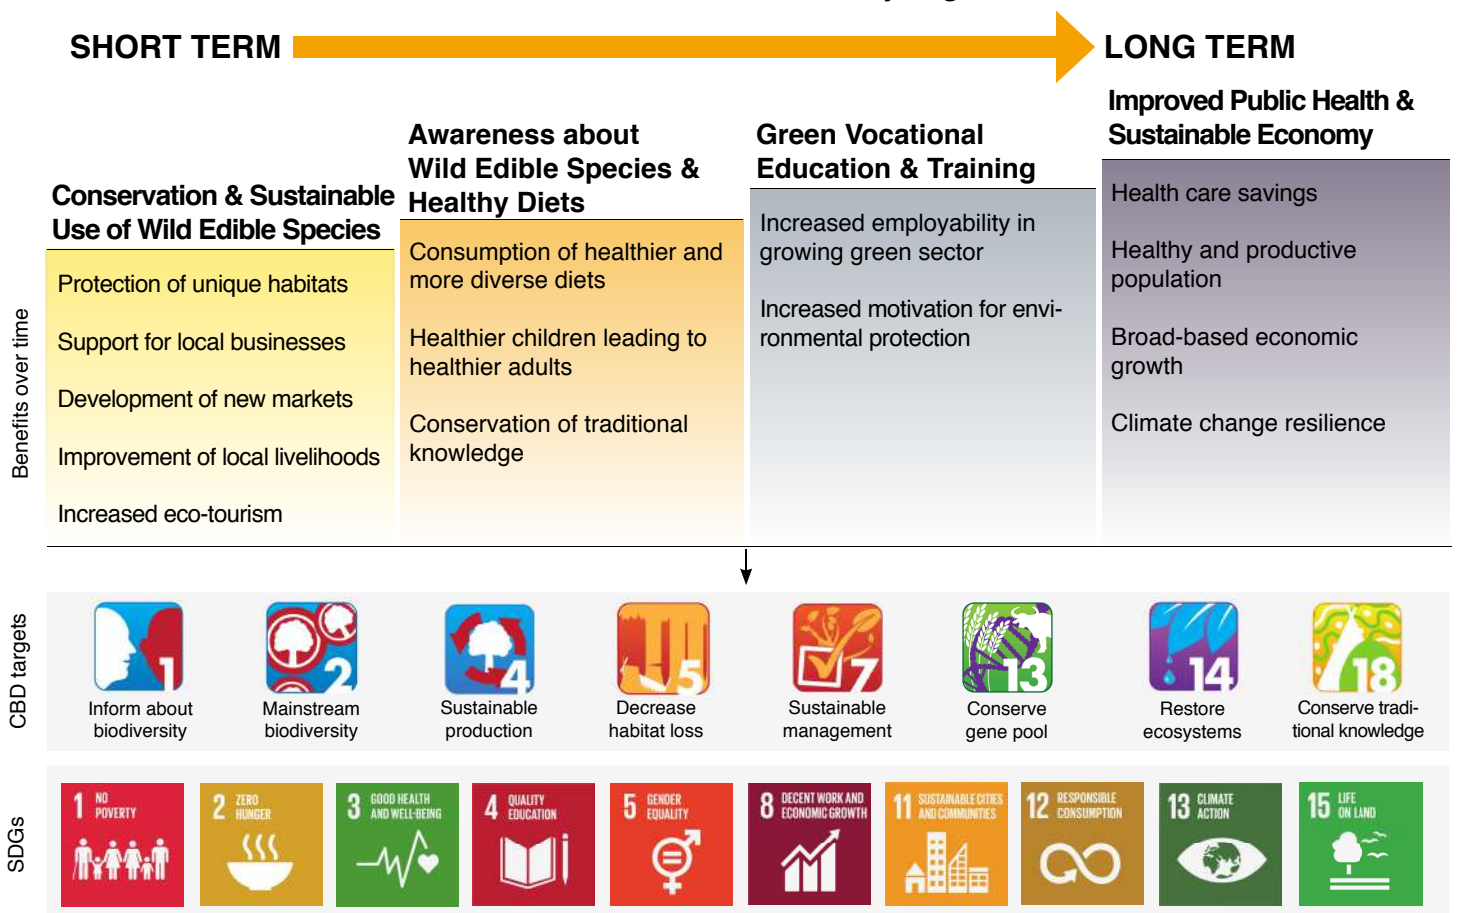 SHORT TERM
LONG TERM
Conservation & Sustainable
Use of Wild Edible Species
Protection of unique habitats
Support for local businesses
Development of new markets
Improvement of local livelihoods
Increased eco-tourism
Awareness about
Wild Edible Species &
Healthy Diets
Consumption of healthier and
more diverse diets
Healthier children leading to
healthier adults
Conservation of traditional
knowledge
Green Vocational
Education & Training
Increased employability in
growing green sector
Increased motivation for envi-
ronmental protection
Improved Public Health &
Sustainable Economy
Health care savings
Healthy and productive
population
Broad-based economic
growth
Climate change resilience
Benefits over time
CBD targets
1
Inform about
biodiversity
2
Mainstream
biodiversity
4
Sustainable
production
5
Decrease
habitat loss
7
Sustainable
management
13
Conserve
gene pool
14
Restore
ecosystems
18
Conserve tradi-
tional knowledge
SDGs
1 NO
POVERTY
2 ZERO
HUNGER
3 GOOD HEALTH
AND WELL-BEING
4 QUALITY
EDUCATION
5 GENDER
EQUALITY
8 DECENT WORK AND
ECONOMIC GROWTH
11 SUSTAINABLE CITIES
AND COMMUNITIES
12 RESPONSIBLE
CONSUMPTION
13 CLIMATE
ACTION
15 LIFE
ON LAND